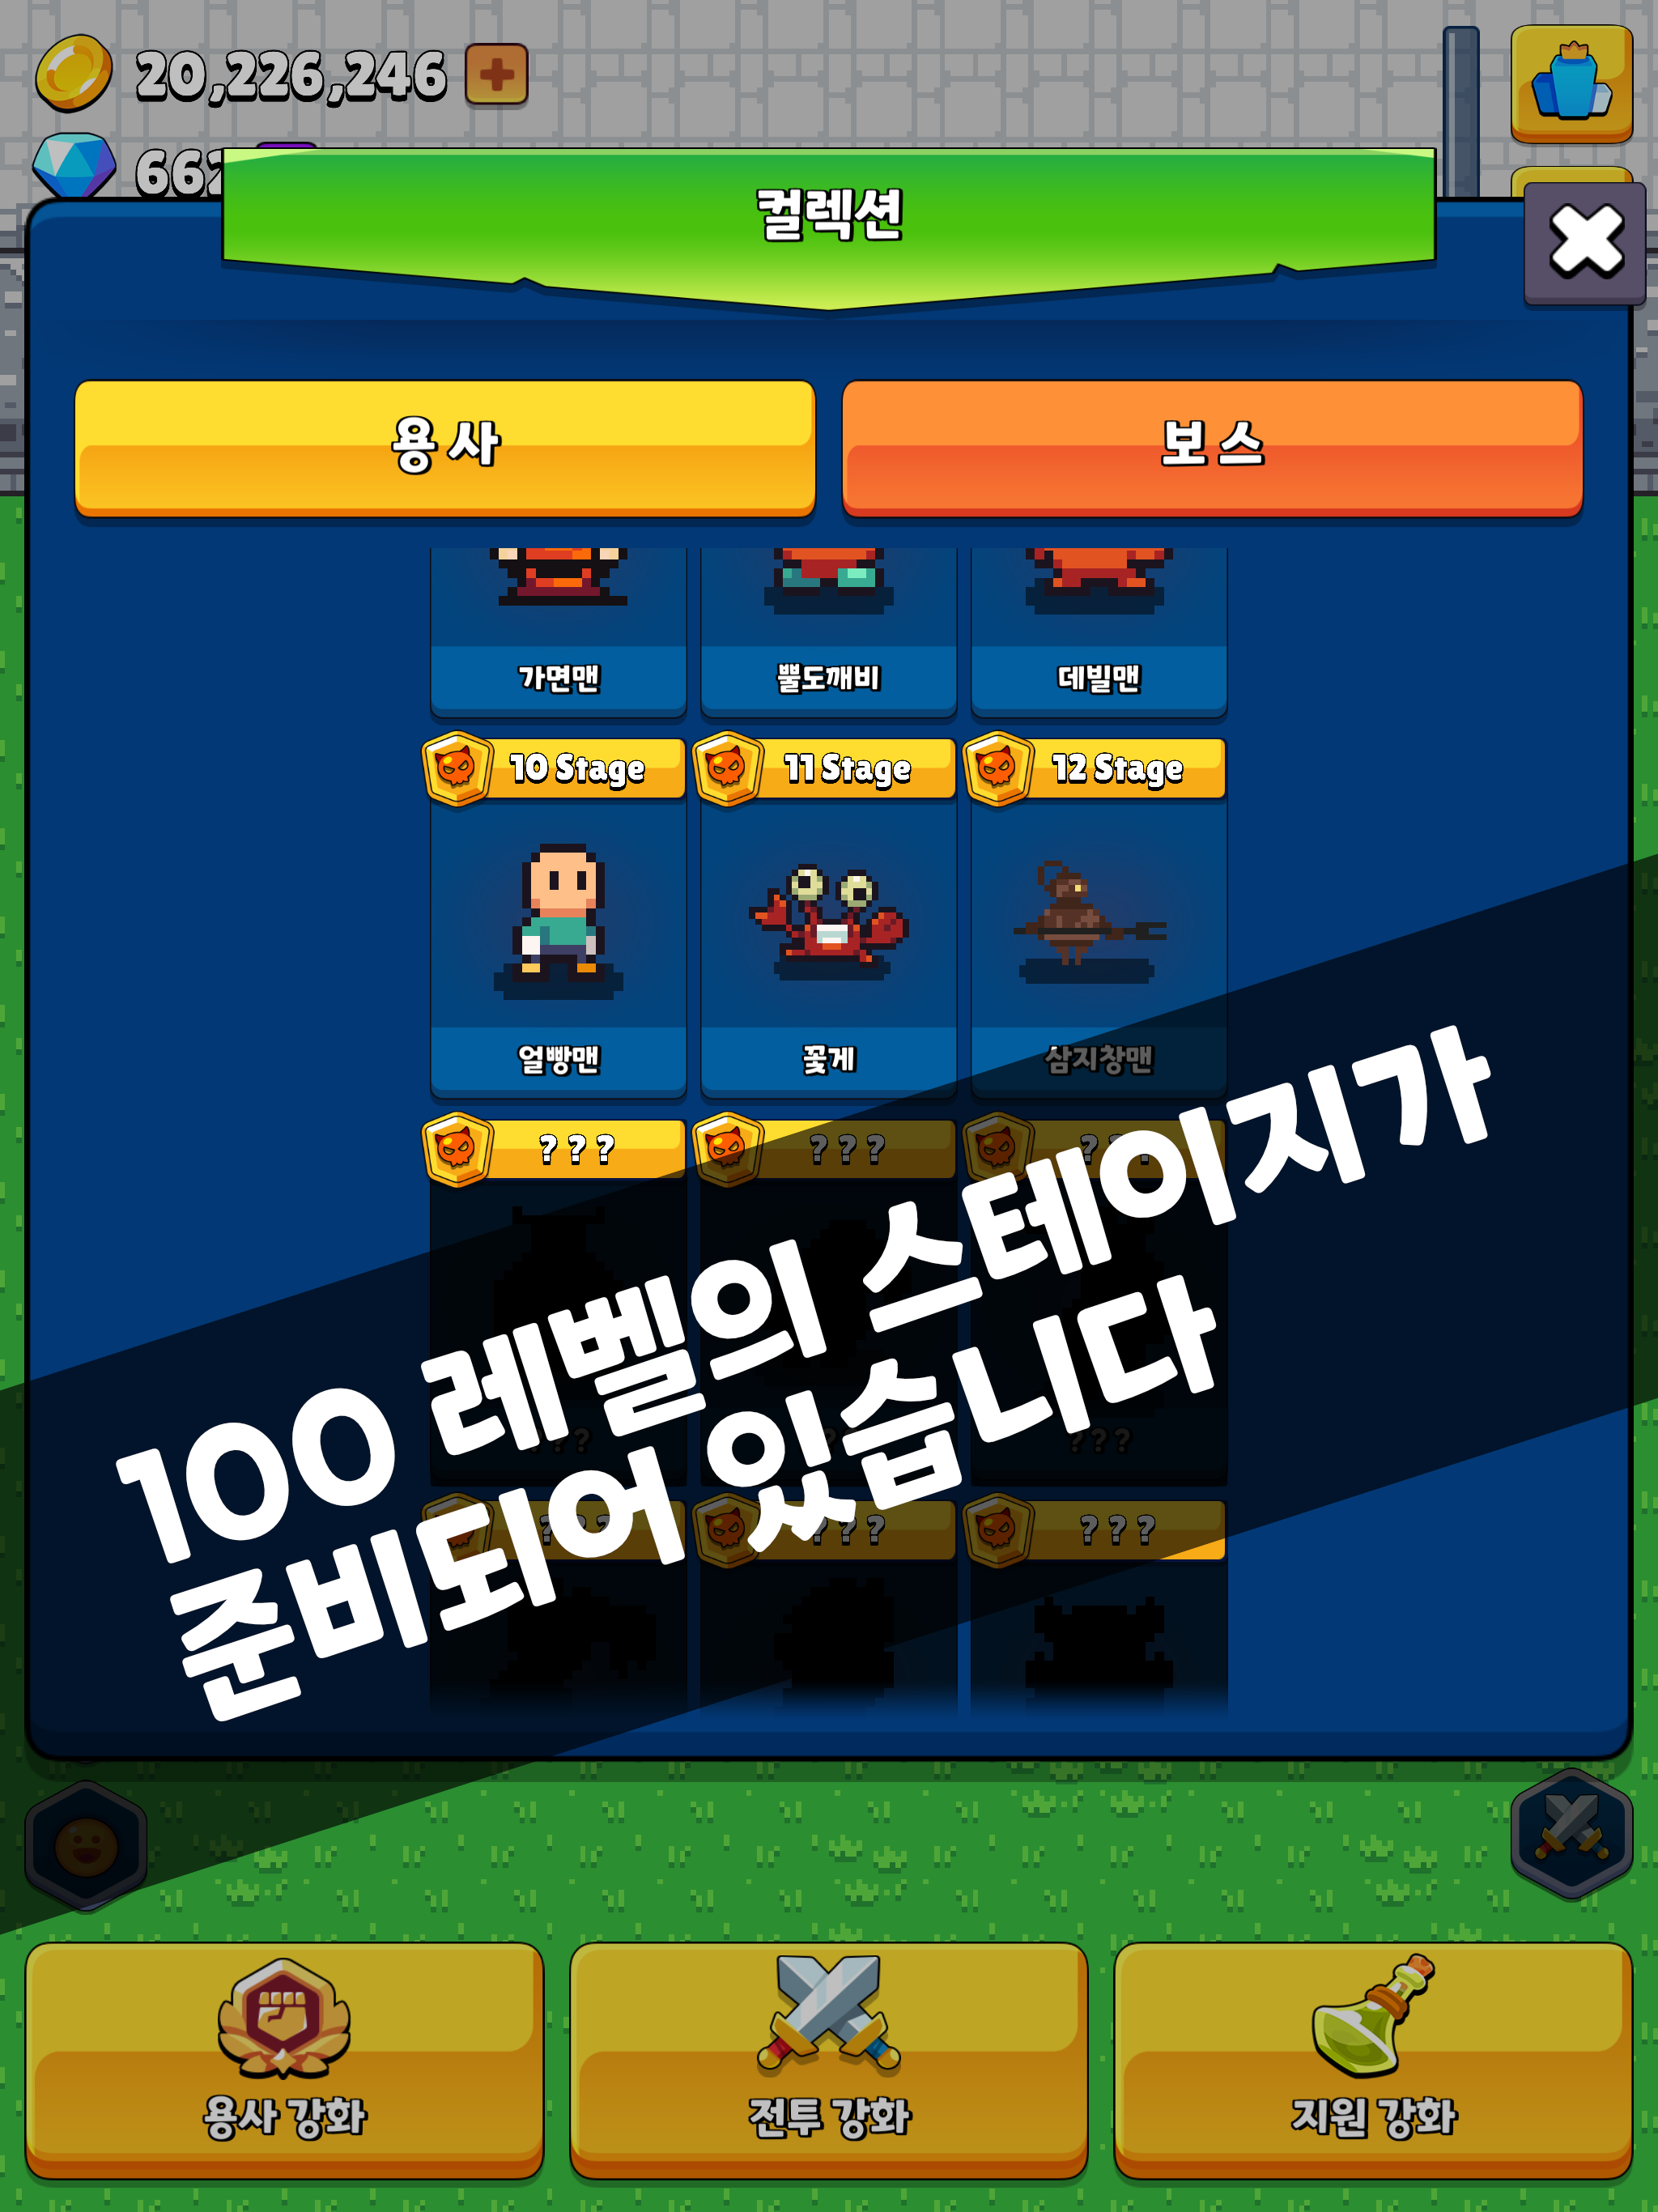 20,226,246
662
컬렉션
용 사
보 스
가면맨
뿔도깨비
데빌맨
10 Stage
11 Stage
12 Stage
얼빵맨
꽃게
삼지창맨
? ? ?
? ? ?
? ? ?
100 레벨의 스테이지가
준비되어 있습니다
? ? ?
? ? ?
? ? ?
? ? ?
용사 강화
전투 강화
지원 강화